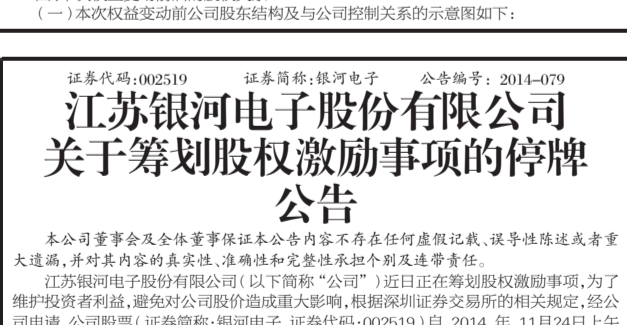 （一）本次权益变动前公司股东结构及与公司控制关系的示意图如下：
证券代码:002519 证券简称:银河电子 公告编号：2014-079
江苏银河电子股份有限公司
关于筹划股权激励事项的停牌
公告
本公司董事会及全体董事保证本公告内容不存在任何虚假记载、误导性陈述或者重
大遗漏,并对其内容的真实性、准确性和完整性承担个别及连带责任。
江苏银河电子股份有限公司（以下简称“公司”）近日正在筹划股权激励事项,为了
维护投资者利益,避免对公司股价造成重大影响,根据深圳证券交易所的相关规定,经公
司申请,公司股票（证券简称:银河电子,证券代码:002519）自 2014 年 11月24日上午